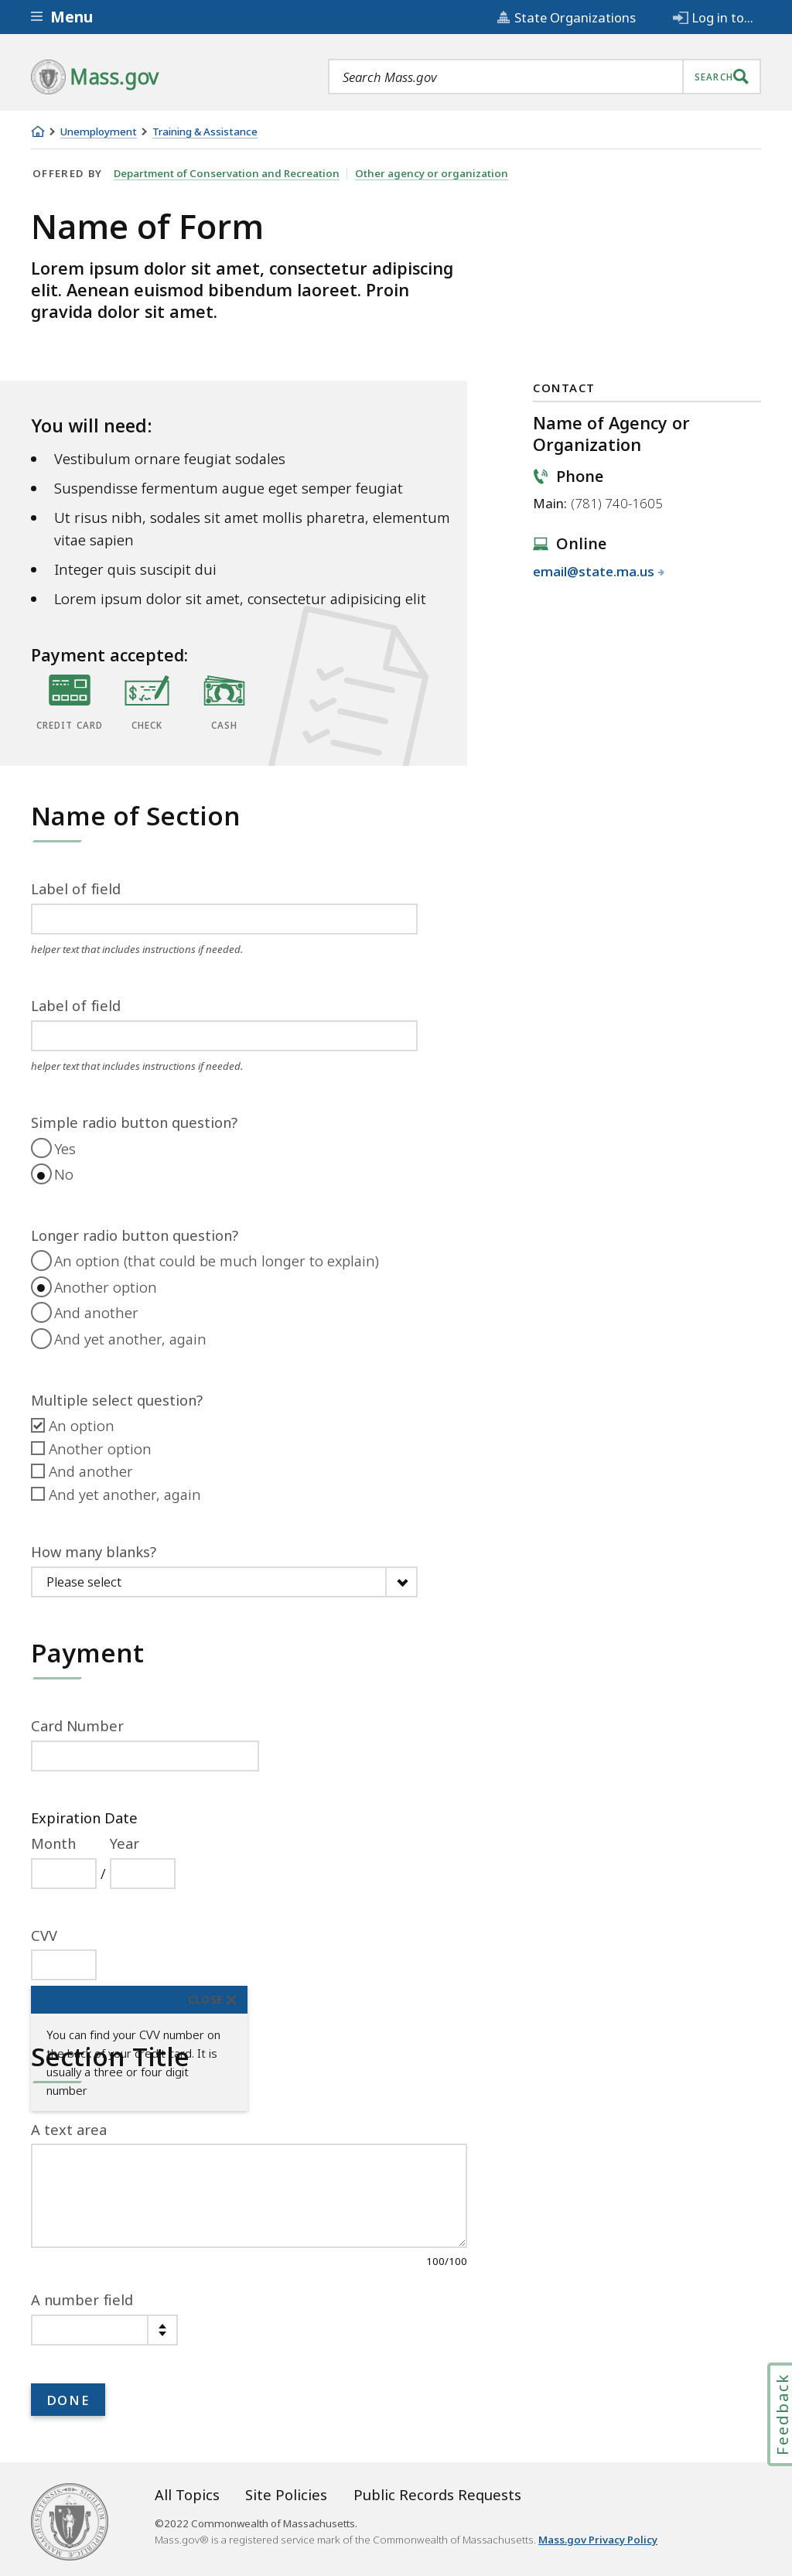 Menu
State Organizations
Log in to...
Mass.gov
Search Mass.gov
SEARCH
Unemployment
Training & Assistance
OFFERED BY Department of Conservation and Recreation Other agency or organization
Name of Form
Lorem ipsum dolor sit amet, consectetur adipiscing
elit. Aenean euismod bibendum laoreet. Proin
gravida dolor sit amet.
You will need:
Vestibulum ornare feugiat sodales
Suspendisse fermentum augue eget semper feugiat
Ut risus nibh, sodales sit amet mollis pharetra, elementum
vitae sapien
Integer quis suscipit dui
Lorem ipsum dolor sit amet, consectetur adipisicing elit
Payment accepted:
CREDIT CARD
CHECK
CASH
CONTACT
Name of Agency or
Organization
Phone
Main: (781) 740-1605
Online
email@state.ma.us
Name of Section
Label of field
helper text that includes instructions if needed.
Label of field
helper text that includes instructions if needed.
Simple radio button question?
Yes
No
Longer radio button question?
An option (that could be much longer to explain)
Another option
And another
And yet another, again
Multiple select question?
An option
Another option
And another
And yet another, again
How many blanks?
Please select
Payment
Card Number
Expiration Date
Month
Year
/
CVV
CLOSE
You can find your CVV number on
the back of your credit card. It is
usually a three or four digit
number
Section Title
A text area
100/100
A number field
DONE
Feedback
All Topics
Site Policies
Public Records Requests
©2022 Commonwealth of Massachusetts.
Mass.gov® is a registered service mark of the Commonwealth of Massachusetts. Mass.gov Privacy Policy